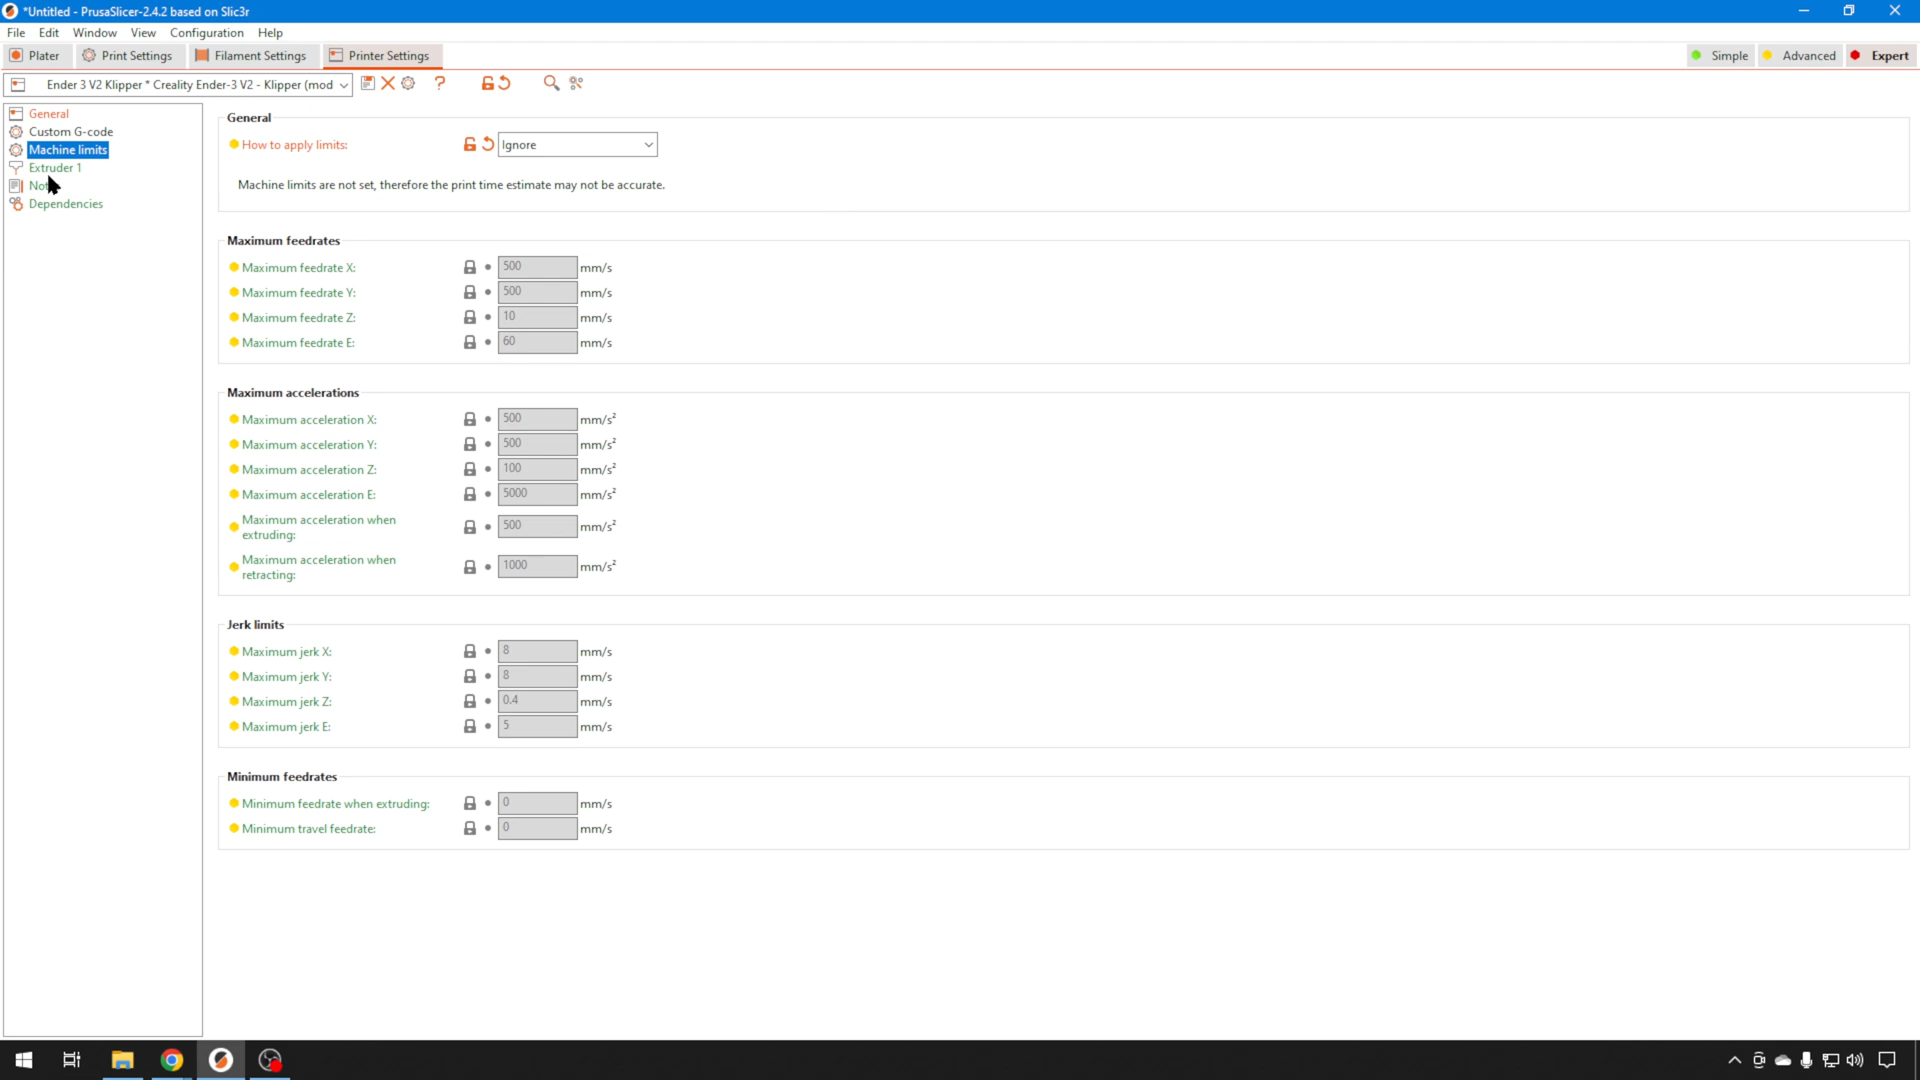 *Untitled - PrusaSlicer-2.4.2 based on Slic3r
File Edit Window View Configuration Help
Plater Print Settings Filament Settings Printer Settings Simple Advanced Expert
Ender 3 V2 Klipper * Creality Ender-3 V2 - Klipper (mod ?
General
Custom G-code
Machine limits
Extruder 1
Dependencies
General
How to apply limits: Ignore
Machine limits are not set, therefore the print time estimate may not be accurate.
Maximum feedrates
Maximum feedrate X: 500 mm/s
Maximum feedrate Y: 500 mm/s
Maximum feedrate Z: 10 mm/s
Maximum feedrate E: 60 mm/s
Maximum accelerations
Maximum acceleration X: 500 mm/s²
Maximum acceleration Y: 500 mm/s²
Maximum acceleration Z: 100 mm/s²
Maximum acceleration E: 5000 mm/s²
Maximum acceleration when
extruding: 500 mm/s²
Maximum acceleration when
retracting: 1000 mm/s²
Jerk limits
Maximum jerk X: 8 mm/s
Maximum jerk Y: 8 mm/s
Maximum jerk Z: 0.4 mm/s
Maximum jerk E: 5 mm/s
Minimum feedrates
Minimum feedrate when extruding: 0 mm/s
Minimum travel feedrate: 0 mm/s